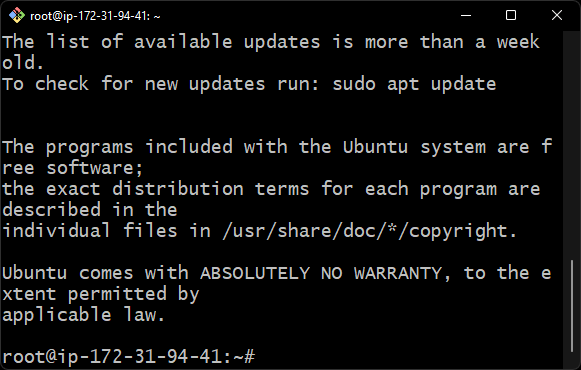 root@ip-172-31-94-41: ~
The list of available updates is more than a week
old.
To check for new updates run: sudo apt update
The programs included with the Ubuntu system are f
ree software;
the exact distribution terms for each program are
described in the
individual files in /usr/share/doc/*/copyright.
Ubuntu comes with ABSOLUTELY NO WARRANTY, to the e
xtent permitted by
applicable law.
root@ip-172-31-94-41:~#